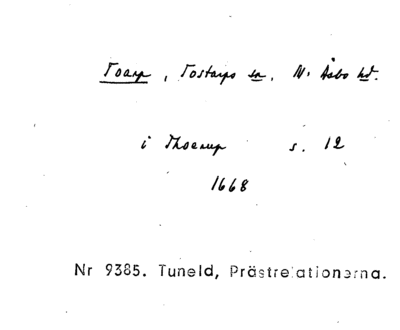 Toarp, Tostarps sn, N. Åsbo hd.
i Thoarup s. 12
1668
Nr 9385. Tuneld, Prästrelationerna.